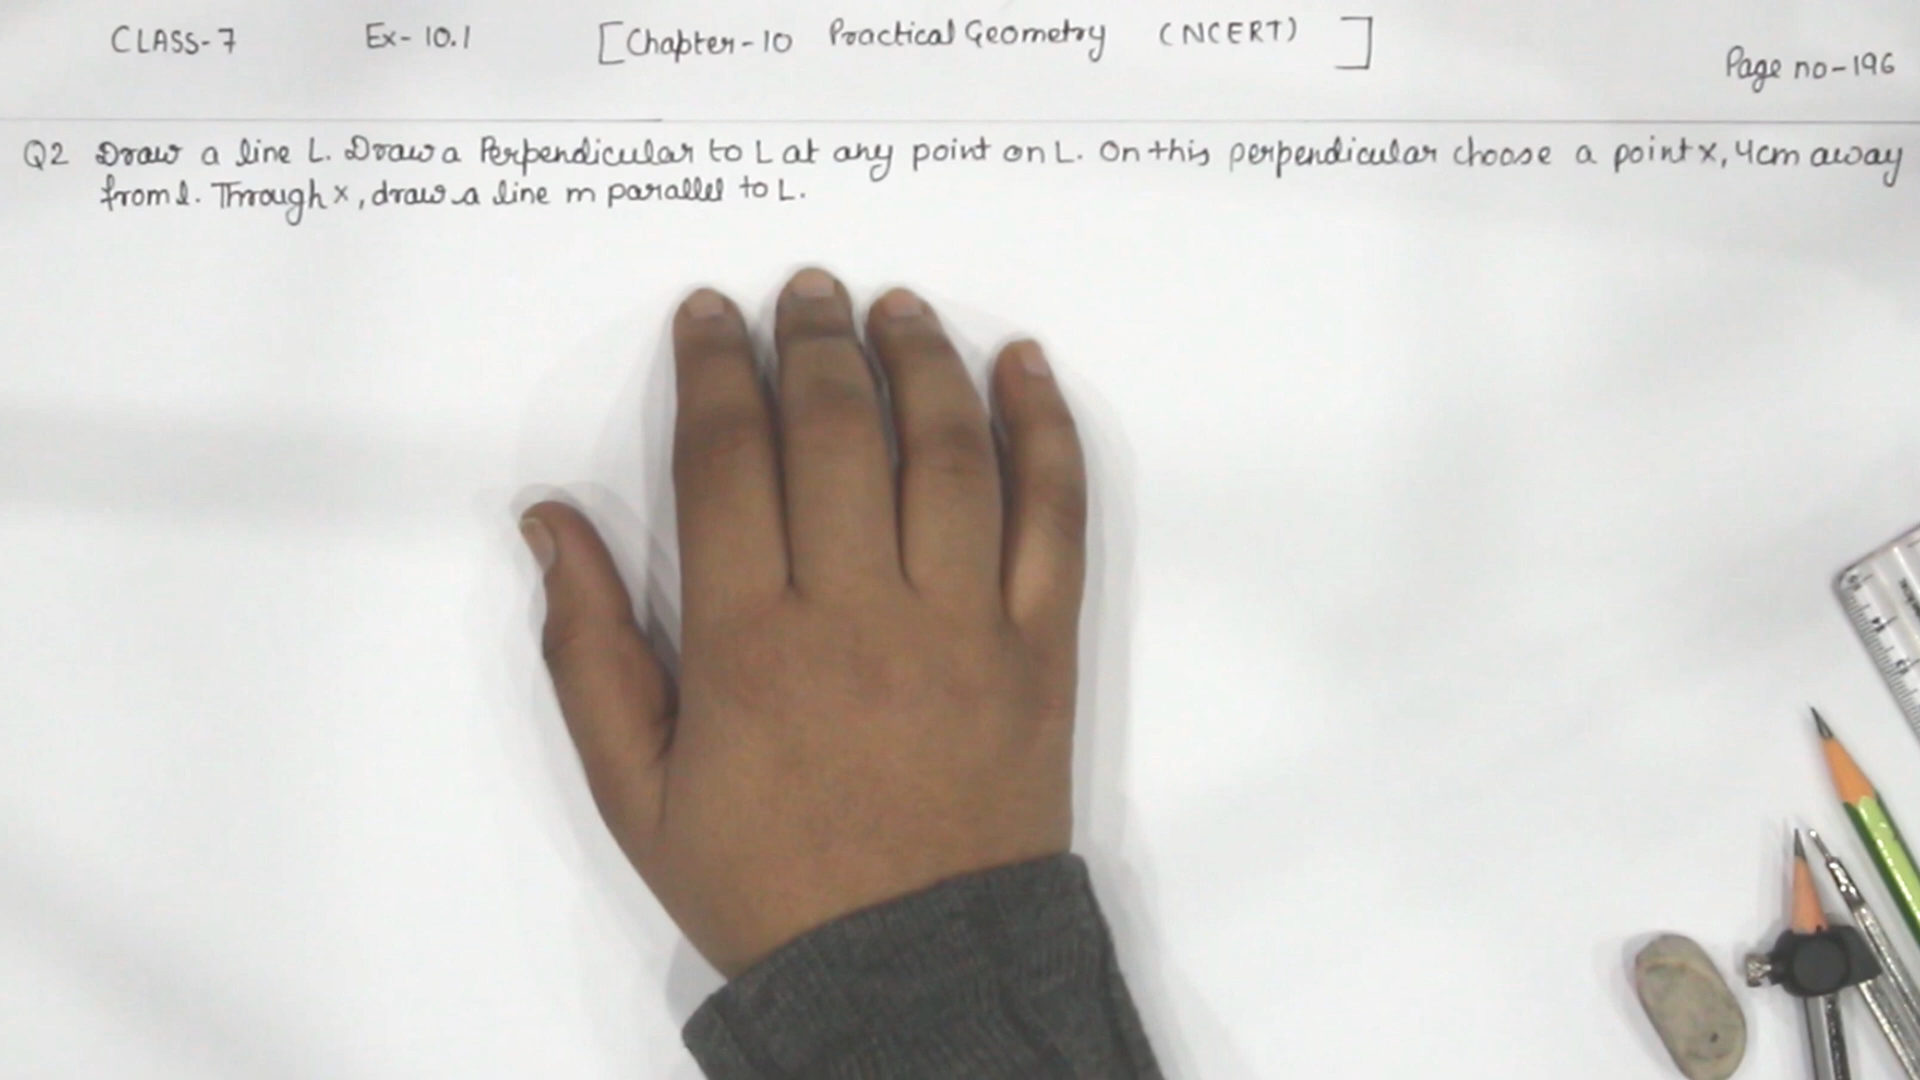 CLASS-7 Ex-10.1 [Chapter-10 Practical Geometry (NCERT)]
Page no-196
Q2 Draw a line L. Draw a Perpendicular to L at any point on L. On this perpendicular choose a point x, 4cm away
from l. Through x, draw a line m parallel to L.